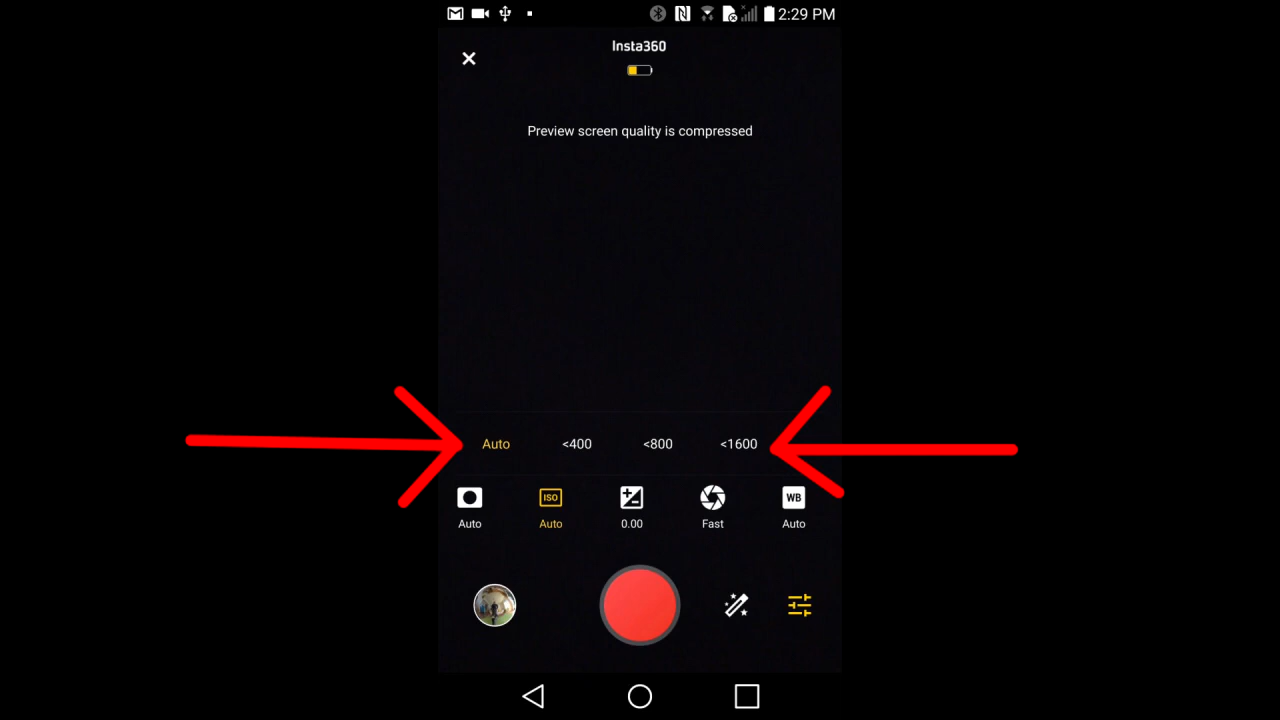 2:29 PM
Insta360
Preview screen quality is compressed
Auto <400 <800 <1600
ISO WB
Auto Auto 0.00 Fast Auto